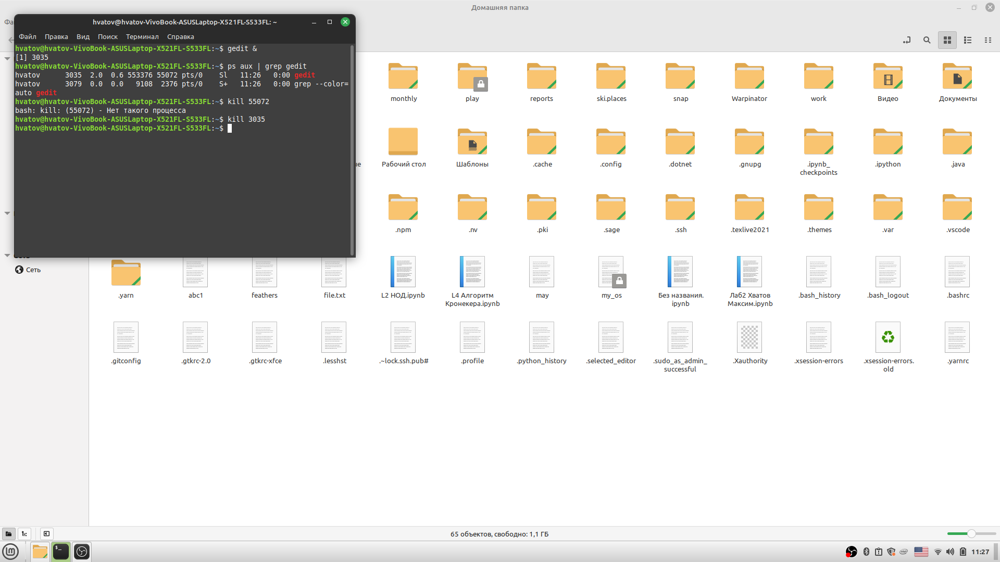 Домашняя папка
hvatov@hvatov-VivoBook-ASUSLaptop-X521FL-S533FL: ~
Файл Правка Вид Поиск Терминал Справка
hvatov@hvatov-VivoBook-ASUSLaptop-X521FL-S533FL:~$ gedit &
[1] 3035
hvatov@hvatov-VivoBook-ASUSLaptop-X521FL-S533FL:~$ ps aux | grep gedit
hvatov 3035 2.0 0.6 553376 55072 pts/0 Sl 11:26 0:00 gedit
hvatov 3079 0.0 0.0 9108 2376 pts/0 S+ 11:26 0:00 grep --color=
auto gedit
hvatov@hvatov-VivoBook-ASUSLaptop-X521FL-S533FL:~$ kill 55072
bash: kill: (55072) - Нет такого процесса
hvatov@hvatov-VivoBook-ASUSLaptop-X521FL-S533FL:~$ kill 3035
hvatov@hvatov-VivoBook-ASUSLaptop-X521FL-S533FL:~$
monthly play reports ski.places snap Warpinator work Видео Документы
Рабочий стол Шаблоны .cache .config .dotnet .gnupg .ipynb_ .ipython .java
checkpoints
.npm .nv .pki .sage .ssh .texlive2021 .themes .var .vscode
Сеть
.yarn abc1 feathers file.txt L2 НОД.ipynb L4 Алгоритм may my_os Без названия. Лаб2 Хватов .bash_history .bash_logout .bashrc
Кронекера.ipynb ipynb Максим.ipynb
.gitconfig .gtkrc-2.0 .gtkrc-xfce .lesshst .~lock.ssh.pub# .profile .python_history .selected_editor .sudo_as_admin_ .Xauthority .xsession-errors .xsession-errors. .yarnrc
successful old
65 объектов, свободно: 1,1 ГБ
11:27